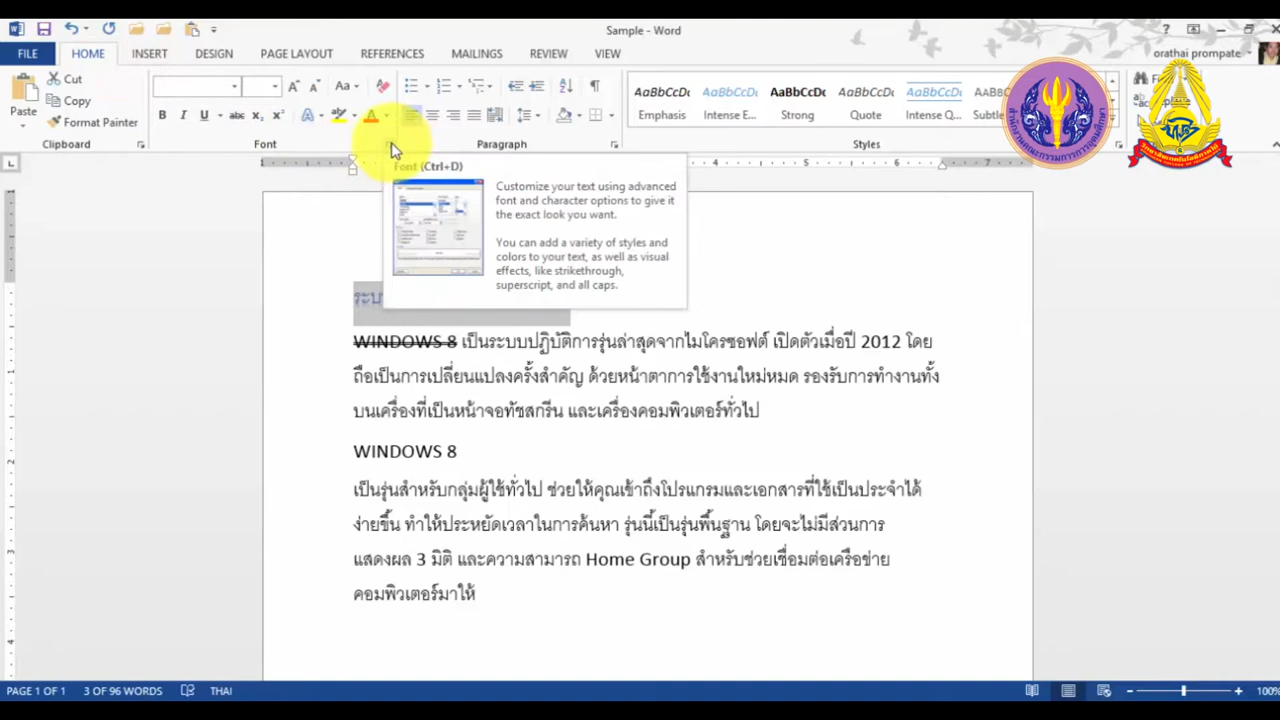 Sample - Word
FILE
HOME
INSERT
DESIGN
PAGE LAYOUT
REFERENCES
MAILINGS
REVIEW
VIEW
orathai prompate
Paste
Cut
Copy
Format Painter
Clipboard
Font
Paragraph
AaBbCcDc AaBbCcDc AaBbCcDc AaBbCcDc AaBbCcDc
Emphasis
Intense E...
Strong
Quote
Intense Q...
Styles
Font (Ctrl+D)
Customize your text using advanced
font and character options to give it
the exact look you want.
You can add a variety of styles and
colors to your text, as well as visual
effects, like strikethrough,
superscript, and all caps.
WINDOWS 8 เป็นระบบปฏิบัติการรุ่นล่าสุดจากไมโครซอฟต์ เปิดตัวเมื่อปี 2012 โดย
ถือเป็นการเปลี่ยนแปลงครั้งสำคัญ ด้วยหน้าตาการใช้งานใหม่หมด รองรับการทำงานทั้ง
บนเครื่องที่เป็นหน้าจอทัชสกรีน และเครื่องคอมพิวเตอร์ทั่วไป
WINDOWS 8
เป็นรุ่นสำหรับกลุ่มผู้ใช้ทั่วไป ช่วยให้คุณเข้าถึงโปรแกรมและเอกสารที่ใช้เป็นประจำได้
ง่ายขึ้น ทำให้ประหยัดเวลาในการค้นหา รุ่นนี้เป็นรุ่นพื้นฐาน โดยจะไม่มีส่วนการ
แสดงผล 3 มิติ และความสามารถ Home Group สำหรับช่วยเชื่อมต่อเครือข่าย
คอมพิวเตอร์มาให้
PAGE 1 OF 1
3 OF 96 WORDS
THAI
100%